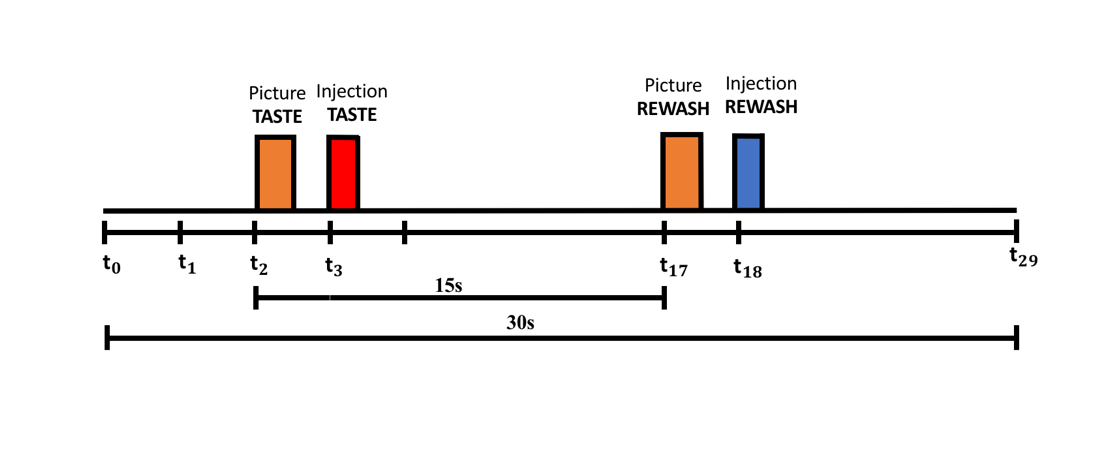 Picture
TASTE
Injection
TASTE
Picture
REWASH
Injection
REWASH
t0
t1
t2
t3
t17
t18
t29
15s
30s